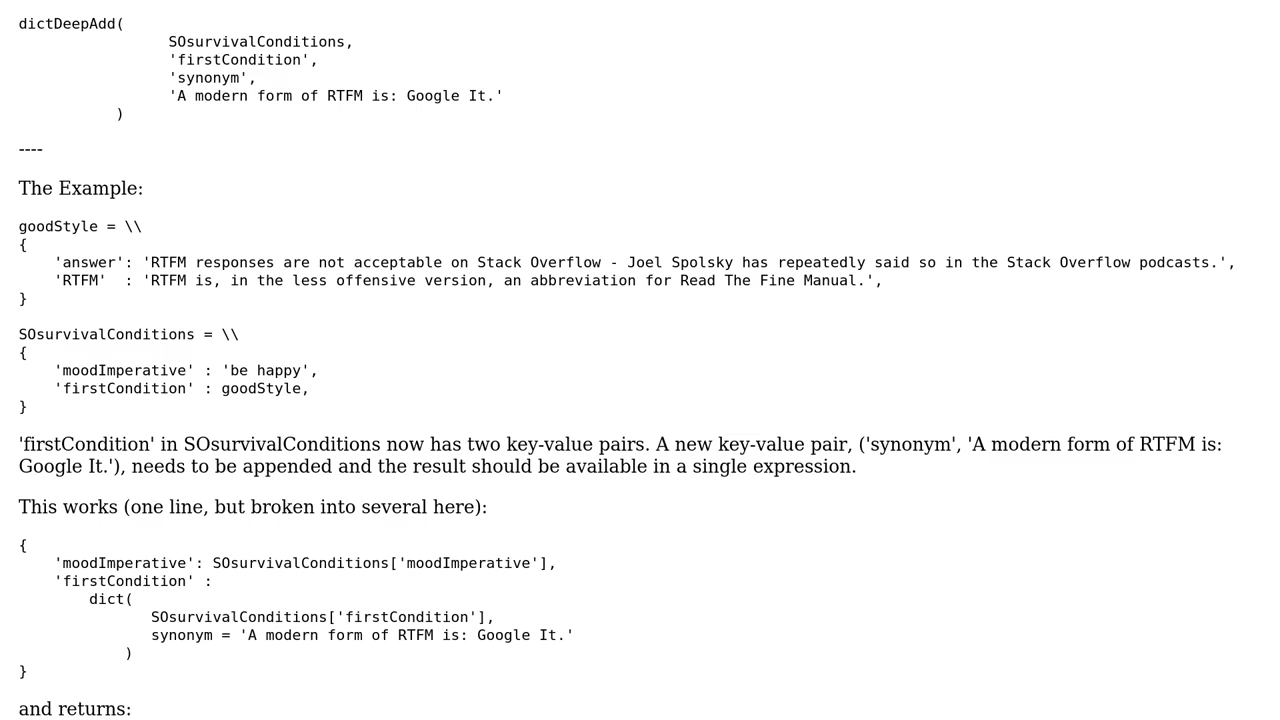 dictDeepAdd(
                 SOsurvivalConditions,
                 'firstCondition',
                 'synonym',
                 'A modern form of RTFM is: Google It.'
           )
----
The Example:
goodStyle = \\
{
    'answer': 'RTFM responses are not acceptable on Stack Overflow - Joel Spolsky has repeatedly said so in the Stack Overflow podcasts.',
    'RTFM'  : 'RTFM is, in the less offensive version, an abbreviation for Read The Fine Manual.',
}
SOsurvivalConditions = \\
{
    'moodImperative' : 'be happy',
    'firstCondition' : goodStyle,
}
'firstCondition' in SOsurvivalConditions now has two key-value pairs. A new key-value pair, ('synonym', 'A modern form of RTFM is:
Google It.'), needs to be appended and the result should be available in a single expression.
This works (one line, but broken into several here):
{
    'moodImperative': SOsurvivalConditions['moodImperative'],
    'firstCondition' :
        dict(
               SOsurvivalConditions['firstCondition'],
               synonym = 'A modern form of RTFM is: Google It.'
            )
}
and returns: